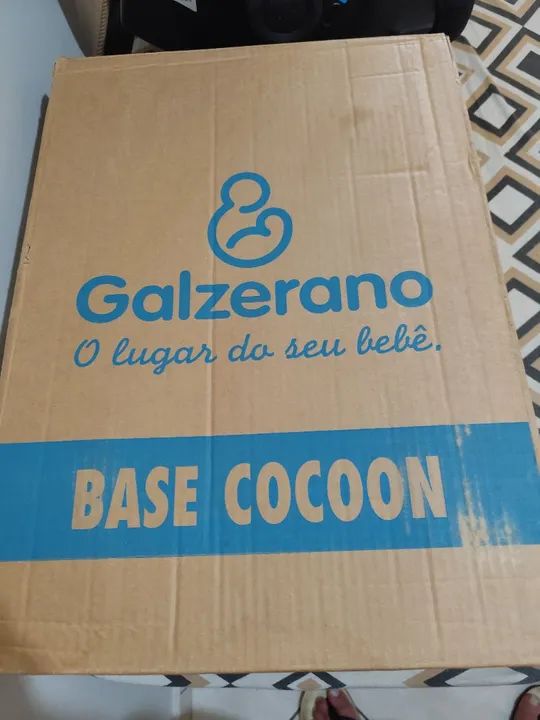 Galzerano
O lugar do seu bebê.
BASE COCOON